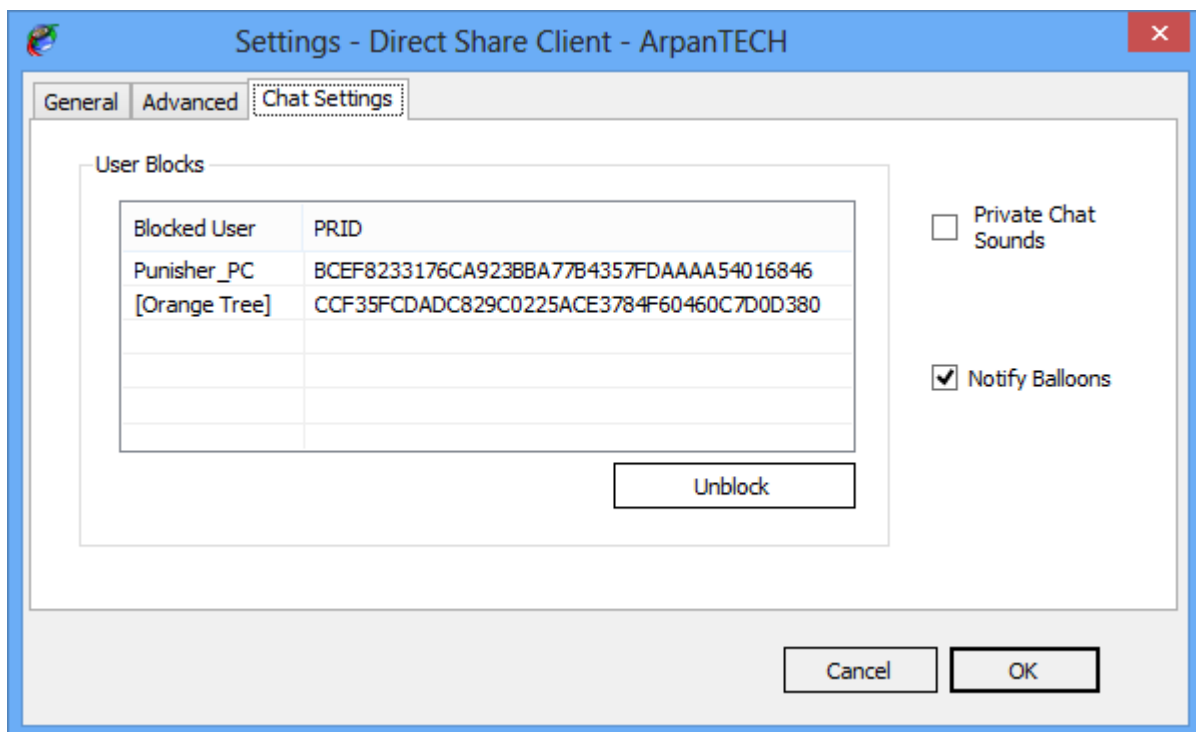 Settings - Direct Share Client - ArpanTECH
General Advanced Chat Settings
User Blocks
Blocked User PRID
Punisher_PC BCEF8233176CA923BBA77B4357FDAAAA54016846
[Orange Tree] CCF35FCDADC829C0225ACE3784F60460C7D0D380
Unblock
Private Chat
Sounds
Notify Balloons
Cancel OK